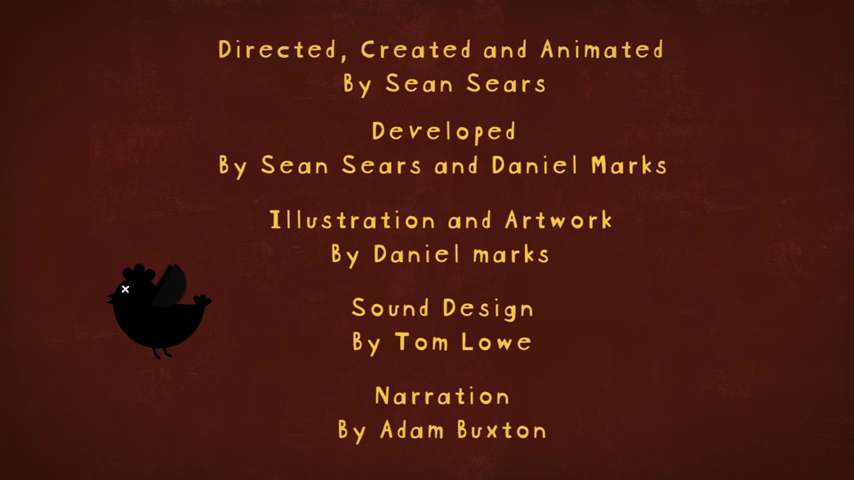 Directed, Created and Animated
By Sean Sears
Developed
By Sean Sears and Daniel Marks
Illustration and Artwork
By Daniel marks
Sound Design
By Tom Lowe
Narration
By Adam Buxton